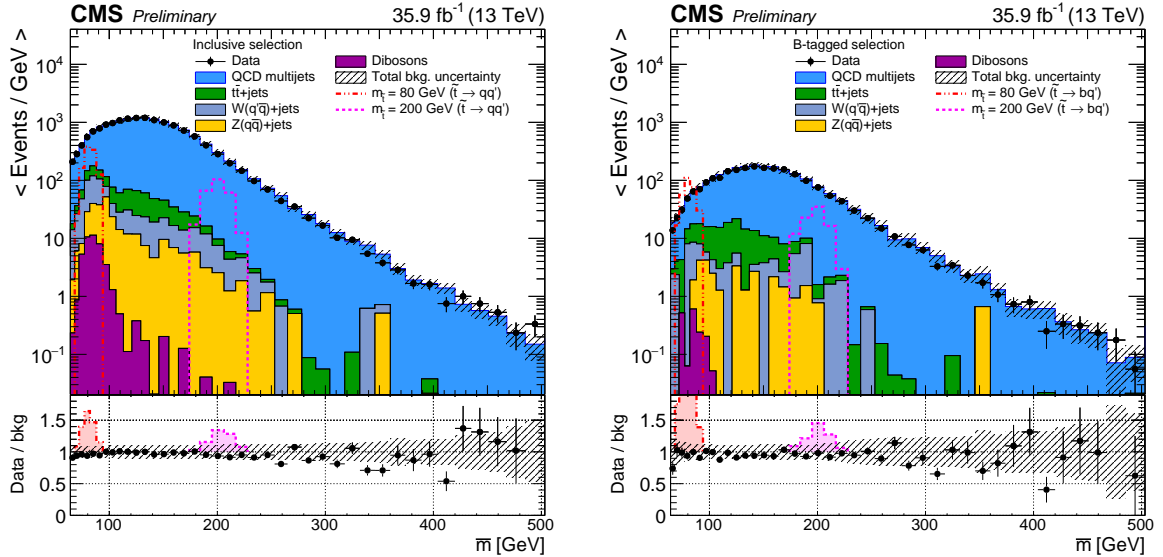 CMS Preliminary 35.9 fb⁻¹ (13 TeV)
< Events / GeV >
Inclusive selection
Data
QCD multijets
tt̄+jets
W(q'q̄)+jets
Z(qq̄)+jets
Dibosons
Total bkg. uncertainty
m_t̃ = 80 GeV (t̃ → qq')
m_t̃ = 200 GeV (t̃ → qq')
10⁴
10³
10²
10
1
10⁻¹
Data / bkg
1.5
1
0.5
0
100 200 300 400 500
m̅ [GeV]
CMS Preliminary 35.9 fb⁻¹ (13 TeV)
< Events / GeV >
B-tagged selection
Data
QCD multijets
tt̄+jets
W(q'q̄)+jets
Z(qq̄)+jets
Dibosons
Total bkg. uncertainty
m_t̃ = 80 GeV (t̃ → bq')
m_t̃ = 200 GeV (t̃ → bq')
10⁴
10³
10²
10
1
10⁻¹
Data / bkg
1.5
1
0.5
0
100 200 300 400 500
m̅ [GeV]